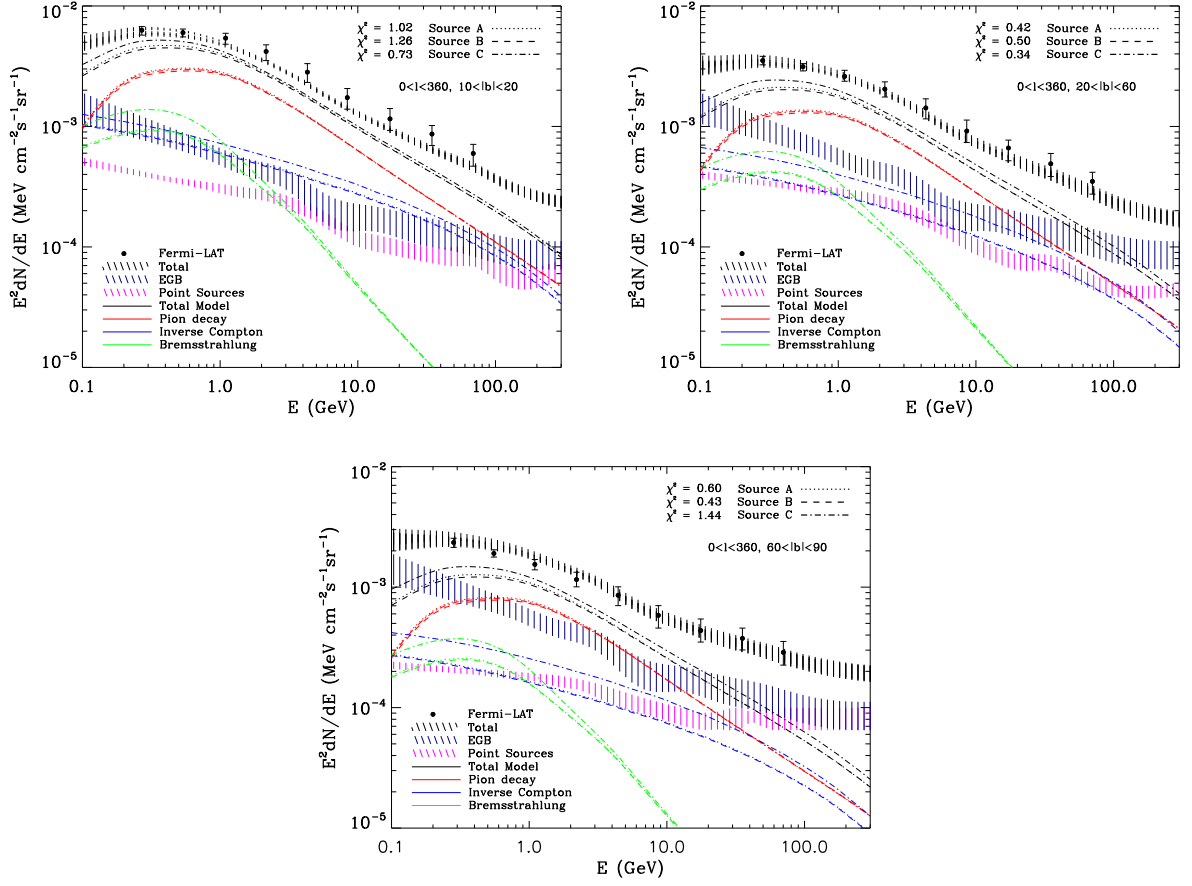 χ² = 1.02 Source A
χ² = 1.26 Source B
χ² = 0.73 Source C
0<l<360, 10<|b|<20
E²dN/dE (MeV cm⁻²s⁻¹sr⁻¹)
10⁻²
10⁻³
10⁻⁴
10⁻⁵
Fermi-LAT
Total
EGB
Point Sources
Total Model
Pion decay
Inverse Compton
Bremsstrahlung
0.1 1.0 10.0 100.0
E (GeV)
χ² = 0.42 Source A
χ² = 0.50 Source B
χ² = 0.34 Source C
0<l<360, 20<|b|<60
E²dN/dE (MeV cm⁻²s⁻¹sr⁻¹)
10⁻²
10⁻³
10⁻⁴
10⁻⁵
Fermi-LAT
Total
EGB
Point Sources
Total Model
Pion decay
Inverse Compton
Bremsstrahlung
0.1 1.0 10.0 100.0
E (GeV)
χ² = 0.60 Source A
χ² = 0.43 Source B
χ² = 1.44 Source C
0<l<360, 60<|b|<90
E²dN/dE (MeV cm⁻²s⁻¹sr⁻¹)
10⁻²
10⁻³
10⁻⁴
10⁻⁵
Fermi-LAT
Total
EGB
Point Sources
Total Model
Pion decay
Inverse Compton
Bremsstrahlung
0.1 1.0 10.0 100.0
E (GeV)